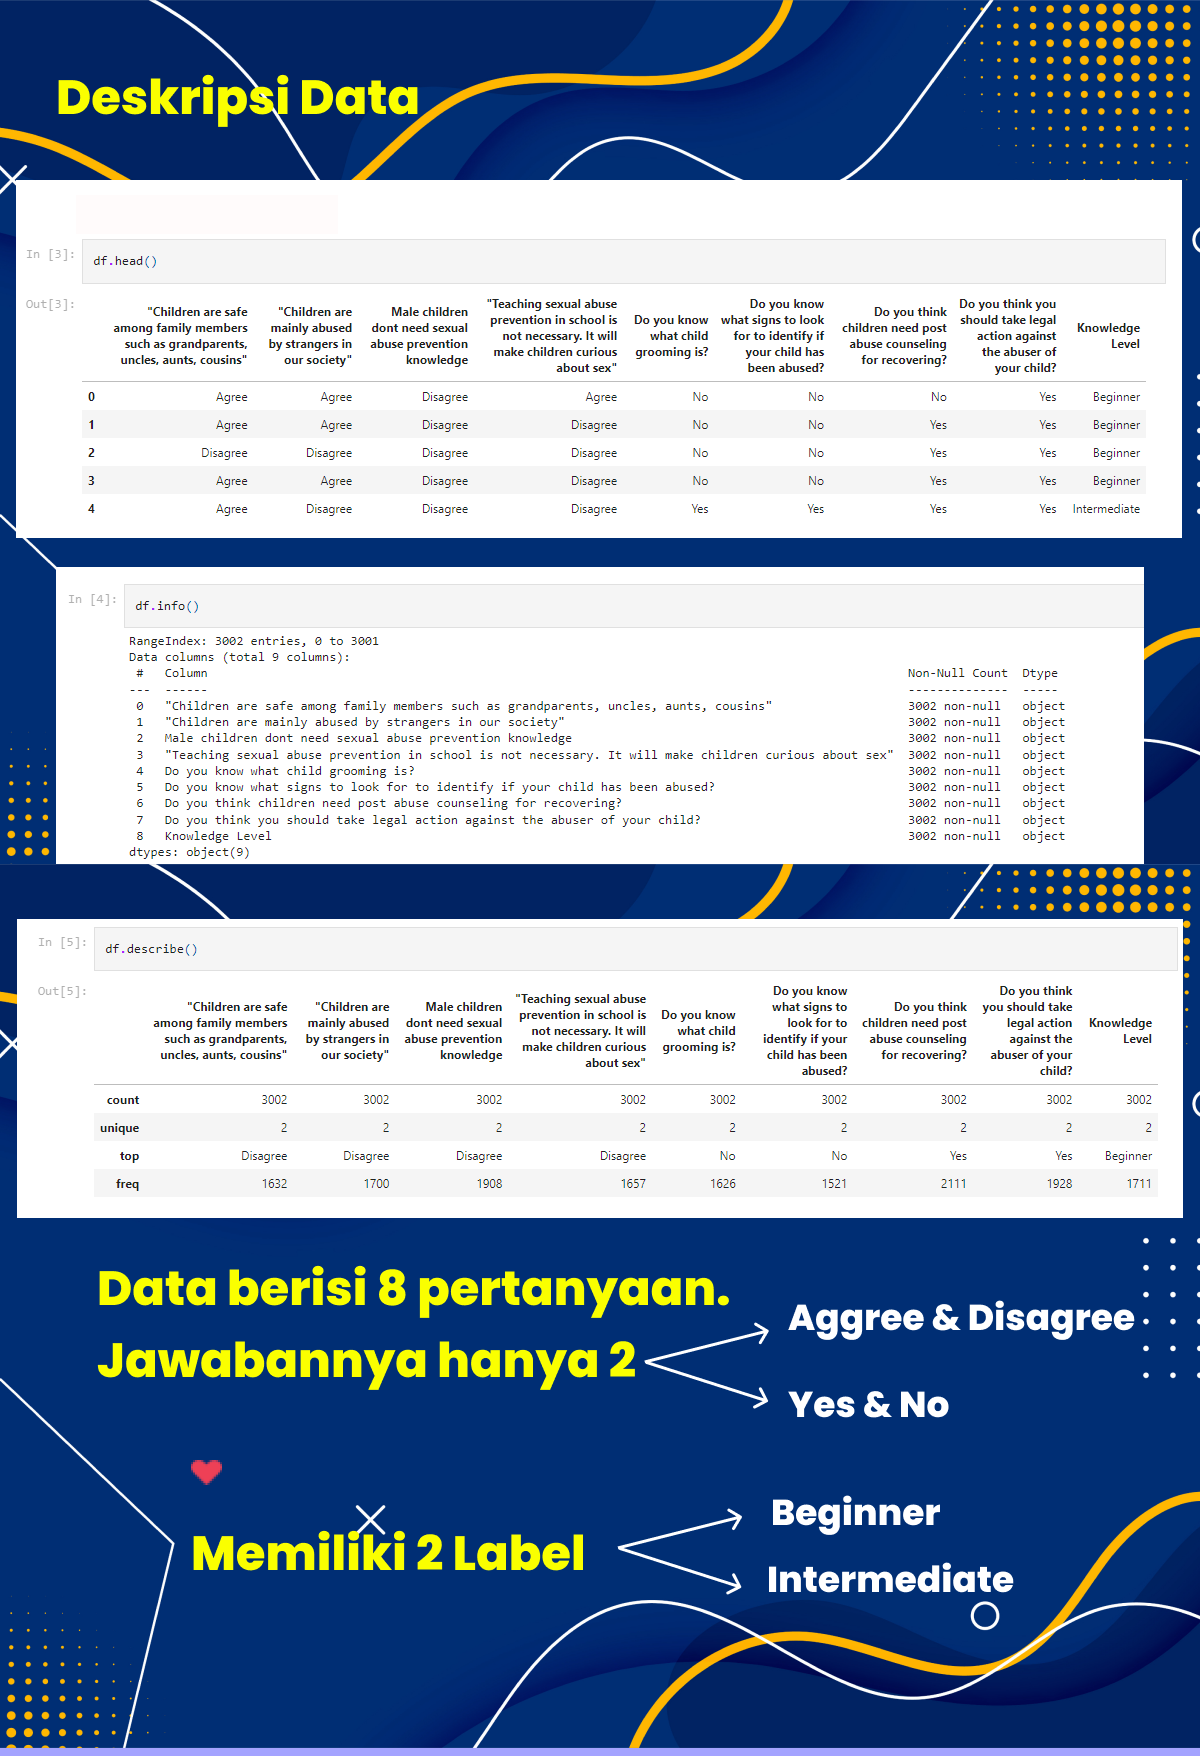 Deskripsi Data
In [3]:
df.head()
Out[3]:
"Children are safe among family members such as grandparents, uncles, aunts, cousins" "Children are mainly abused by strangers in our society" Male children dont need sexual abuse prevention knowledge "Teaching sexual abuse prevention in school is not necessary. It will make children curious about sex" Do you know what child grooming is? Do you know what signs to look for to identify if your child has been abused? Do you think children need post abuse counseling for recovering? Do you think you should take legal action against the abuser of your child? Knowledge Level
0 Agree Agree Disagree Agree No No No Yes Beginner
1 Agree Agree Disagree Disagree No No Yes Yes Beginner
2 Disagree Disagree Disagree Disagree No No Yes Yes Beginner
3 Agree Agree Disagree Disagree No No Yes Yes Beginner
4 Agree Disagree Disagree Disagree Yes Yes Yes Yes Intermediate
In [4]:
df.info()
RangeIndex: 3002 entries, 0 to 3001
Data columns (total 9 columns):
# Column Non-Null Count Dtype
--- ------ -------------- -----
0 "Children are safe among family members such as grandparents, uncles, aunts, cousins" 3002 non-null object
1 "Children are mainly abused by strangers in our society" 3002 non-null object
2 Male children dont need sexual abuse prevention knowledge 3002 non-null object
3 "Teaching sexual abuse prevention in school is not necessary. It will make children curious about sex" 3002 non-null object
4 Do you know what child grooming is? 3002 non-null object
5 Do you know what signs to look for to identify if your child has been abused? 3002 non-null object
6 Do you think children need post abuse counseling for recovering? 3002 non-null object
7 Do you think you should take legal action against the abuser of your child? 3002 non-null object
8 Knowledge Level 3002 non-null object
dtypes: object(9)
In [5]:
df.describe()
Out[5]:
"Children are safe among family members such as grandparents, uncles, aunts, cousins" "Children are mainly abused by strangers in our society" Male children dont need sexual abuse prevention knowledge "Teaching sexual abuse prevention in school is not necessary. It will make children curious about sex" Do you know what child grooming is? Do you know what signs to look for to identify if your child has been abused? Do you think children need post abuse counseling for recovering? Do you think you should take legal action against the abuser of your child? Knowledge Level
count 3002 3002 3002 3002 3002 3002 3002 3002 3002
unique 2 2 2 2 2 2 2 2 2
top Disagree Disagree Disagree Disagree No No Yes Yes Beginner
freq 1632 1700 1908 1657 1626 1521 2111 1928 1711
Data berisi 8 pertanyaan.
Jawabannya hanya 2
Aggree & Disagree
Yes & No
Memiliki 2 Label
Beginner
Intermediate